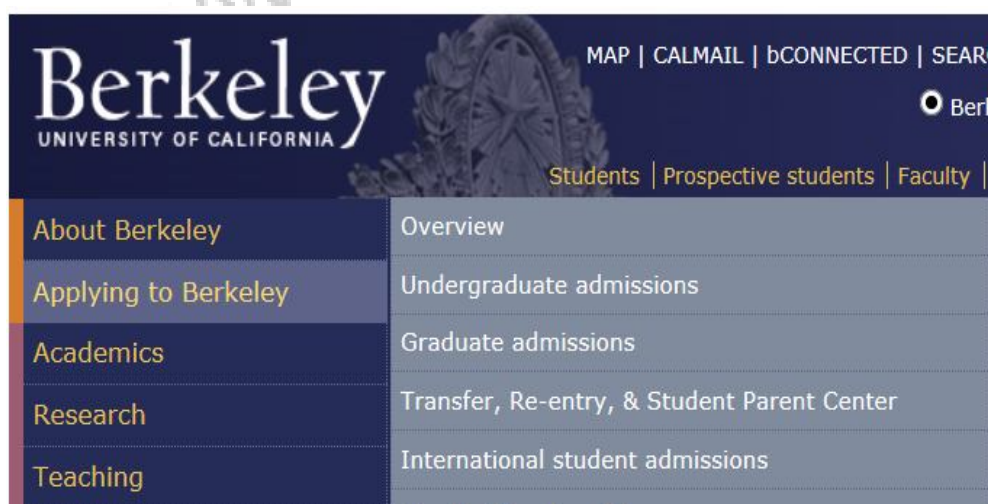 Berkeley
UNIVERSITY OF CALIFORNIA
MAP | CALMAIL | bCONNECTED |
Students | Prospective students | Faculty |
About Berkeley
Applying to Berkeley
Academics
Research
Teaching
Overview
Undergraduate admissions
Graduate admissions
Transfer, Re-entry, & Student Parent Center
International student admissions